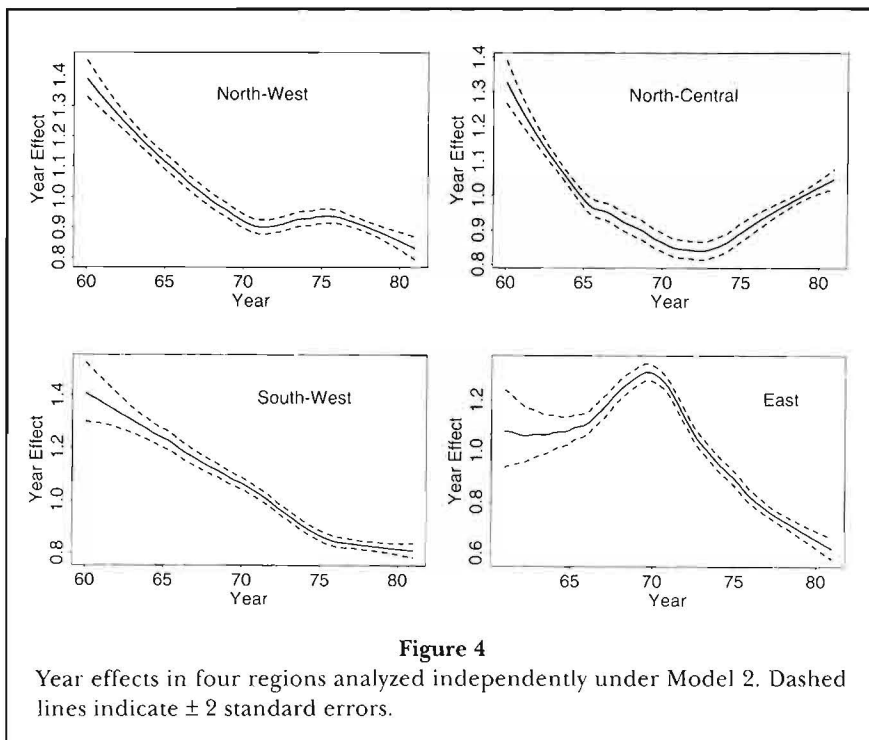 North-West
Year Effect
0.8 0.9 1.0 1.1 1.2 1.3 1.4
60 65 70 75 80
Year
North-Central
Year Effect
0.8 0.9 1.0 1.1 1.2 1.3 1.4
60 65 70 75 80
Year
South-West
Year Effect
0.8 1.0 1.2 1.4
60 65 70 75 80
Year
East
Year Effect
0.6 0.8 1.0 1.2
65 70 75 80
Year
Figure 4
Year effects in four regions analyzed independently under Model 2. Dashed
lines indicate ± 2 standard errors.